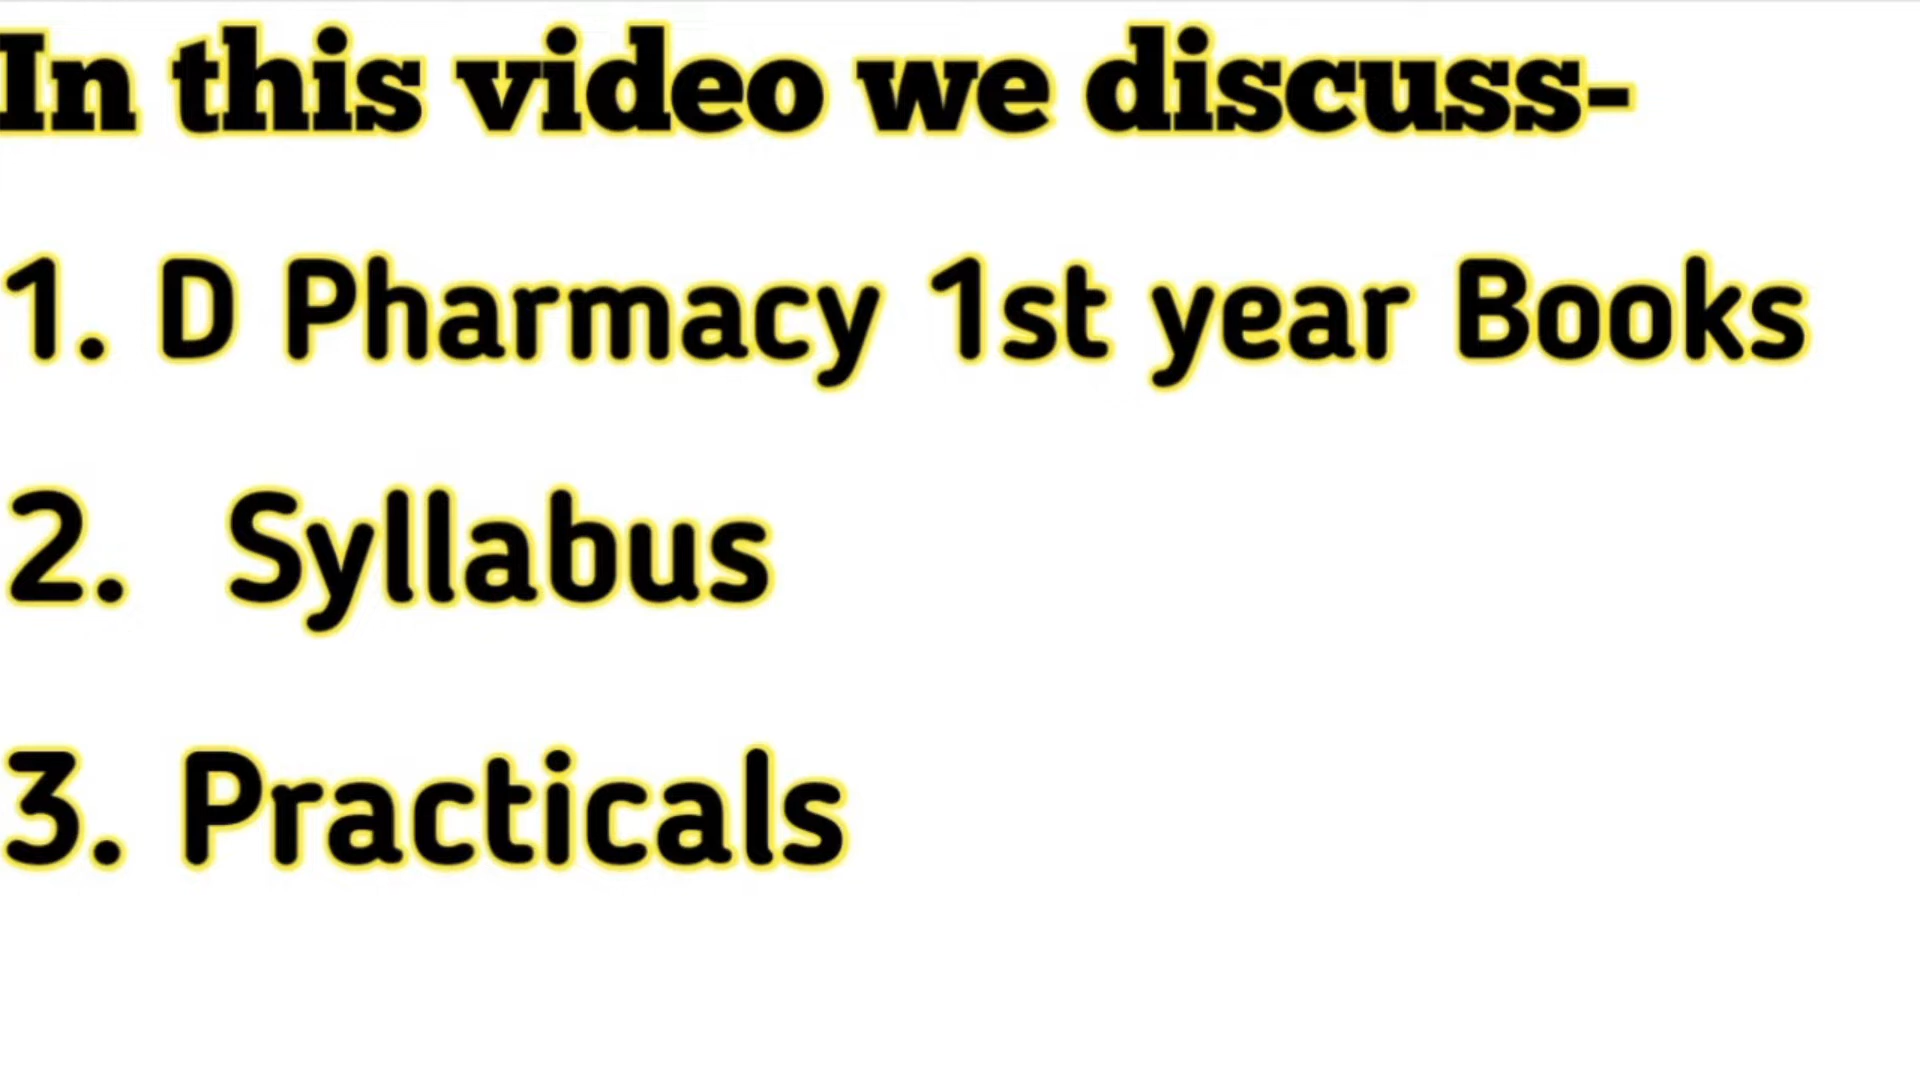 In this video we discuss-
1. D Pharmacy 1st year Books
2. Syllabus
3. Practicals